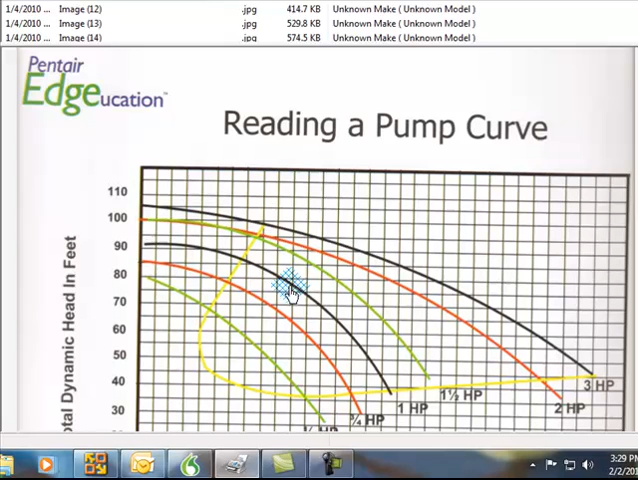 1/4/2010 ... Image (12) .jpg 414.7 KB Unknown Make ( Unknown Model )
1/4/2010 ... Image (13) .jpg 529.8 KB Unknown Make ( Unknown Model )
1/4/2010 ... Image (14) .jpg 574.5 KB Unknown Make ( Unknown Model )
Pentair
Edgeucation™
Reading a Pump Curve
Dynamic Head In Feet
110
100
90
80
70
60
50
40
30
3 HP
1½ HP
2 HP
1 HP
¾ HP
3:29 PM